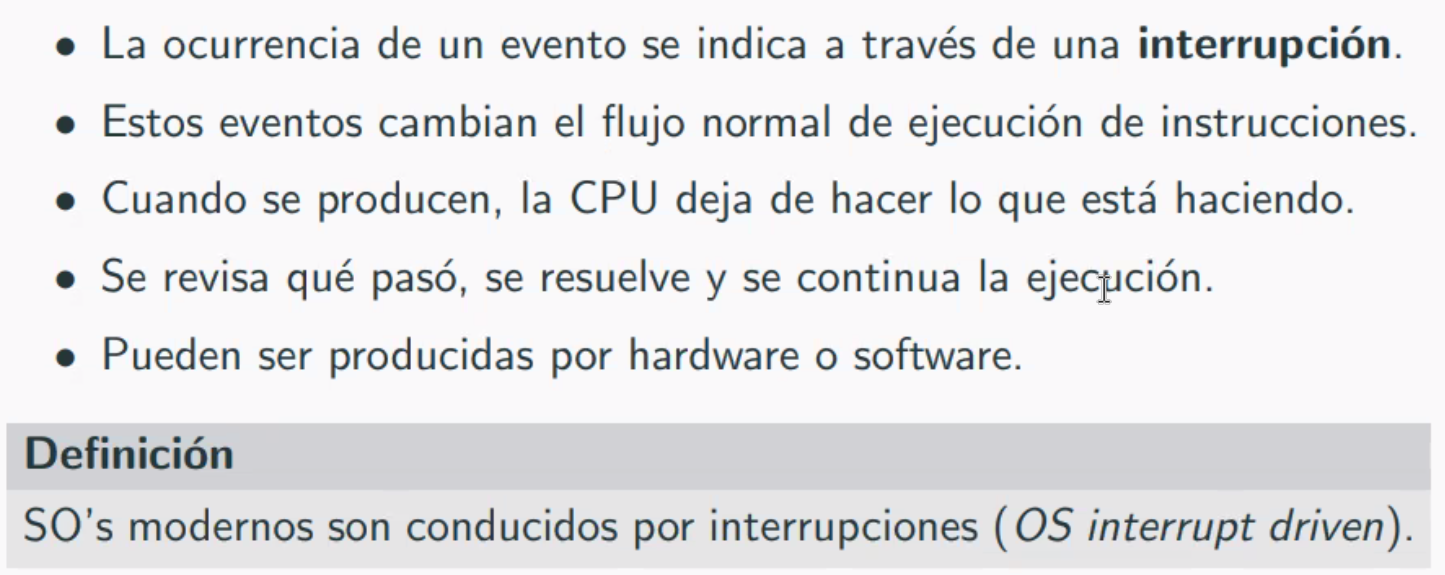 • La ocurrencia de un evento se indica a través de una interrupción.
• Estos eventos cambian el flujo normal de ejecución de instrucciones.
• Cuando se producen, la CPU deja de hacer lo que está haciendo.
• Se revisa qué pasó, se resuelve y se continua la ejecución.
• Pueden ser producidas por hardware o software.
Definición
SO's modernos son conducidos por interrupciones (OS interrupt driven).